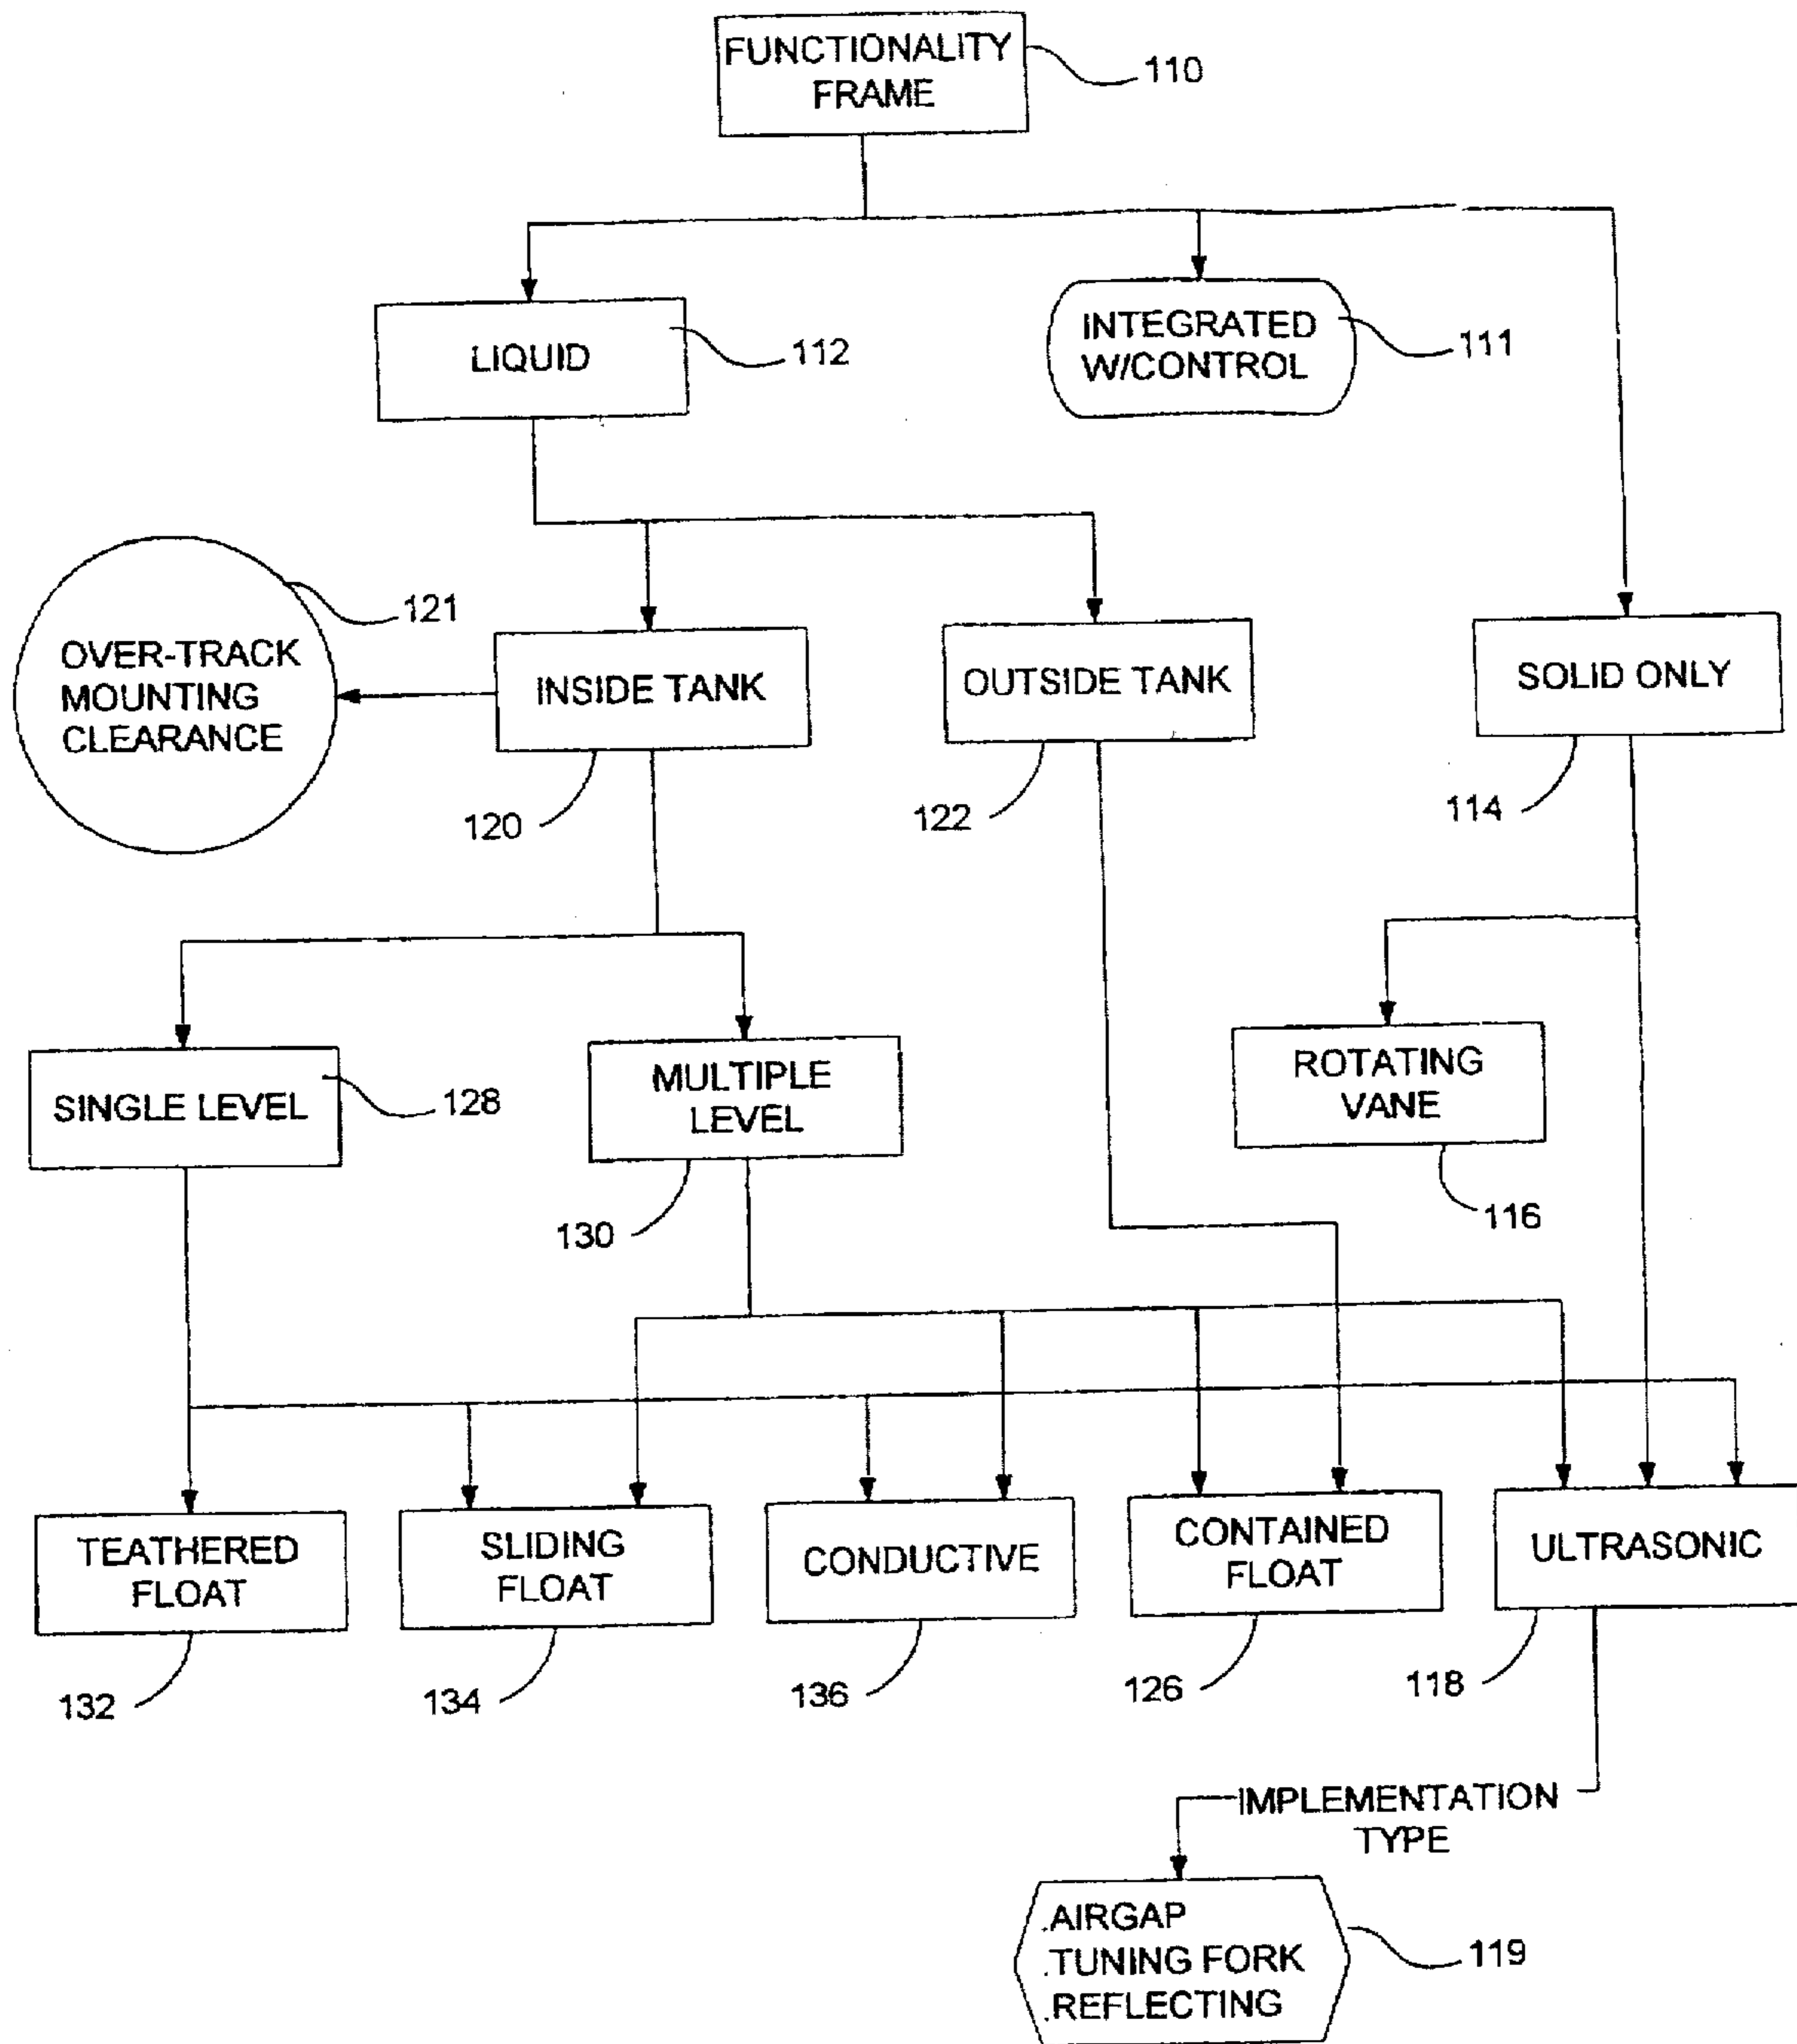 FUNCTIONALITY
FRAME
110
LIQUID
112
INTEGRATED
W/CONTROL
111
OVER-TRACK
MOUNTING
CLEARANCE
121
INSIDE TANK
120
OUTSIDE TANK
122
SOLID ONLY
114
SINGLE LEVEL
128
MULTIPLE
LEVEL
130
ROTATING
VANE
116
TEATHERED
FLOAT
132
SLIDING
FLOAT
134
CONDUCTIVE
136
CONTAINED
FLOAT
126
ULTRASONIC
118
IMPLEMENTATION
TYPE
.AIRGAP
.TUNING FORK
.REFLECTING
119